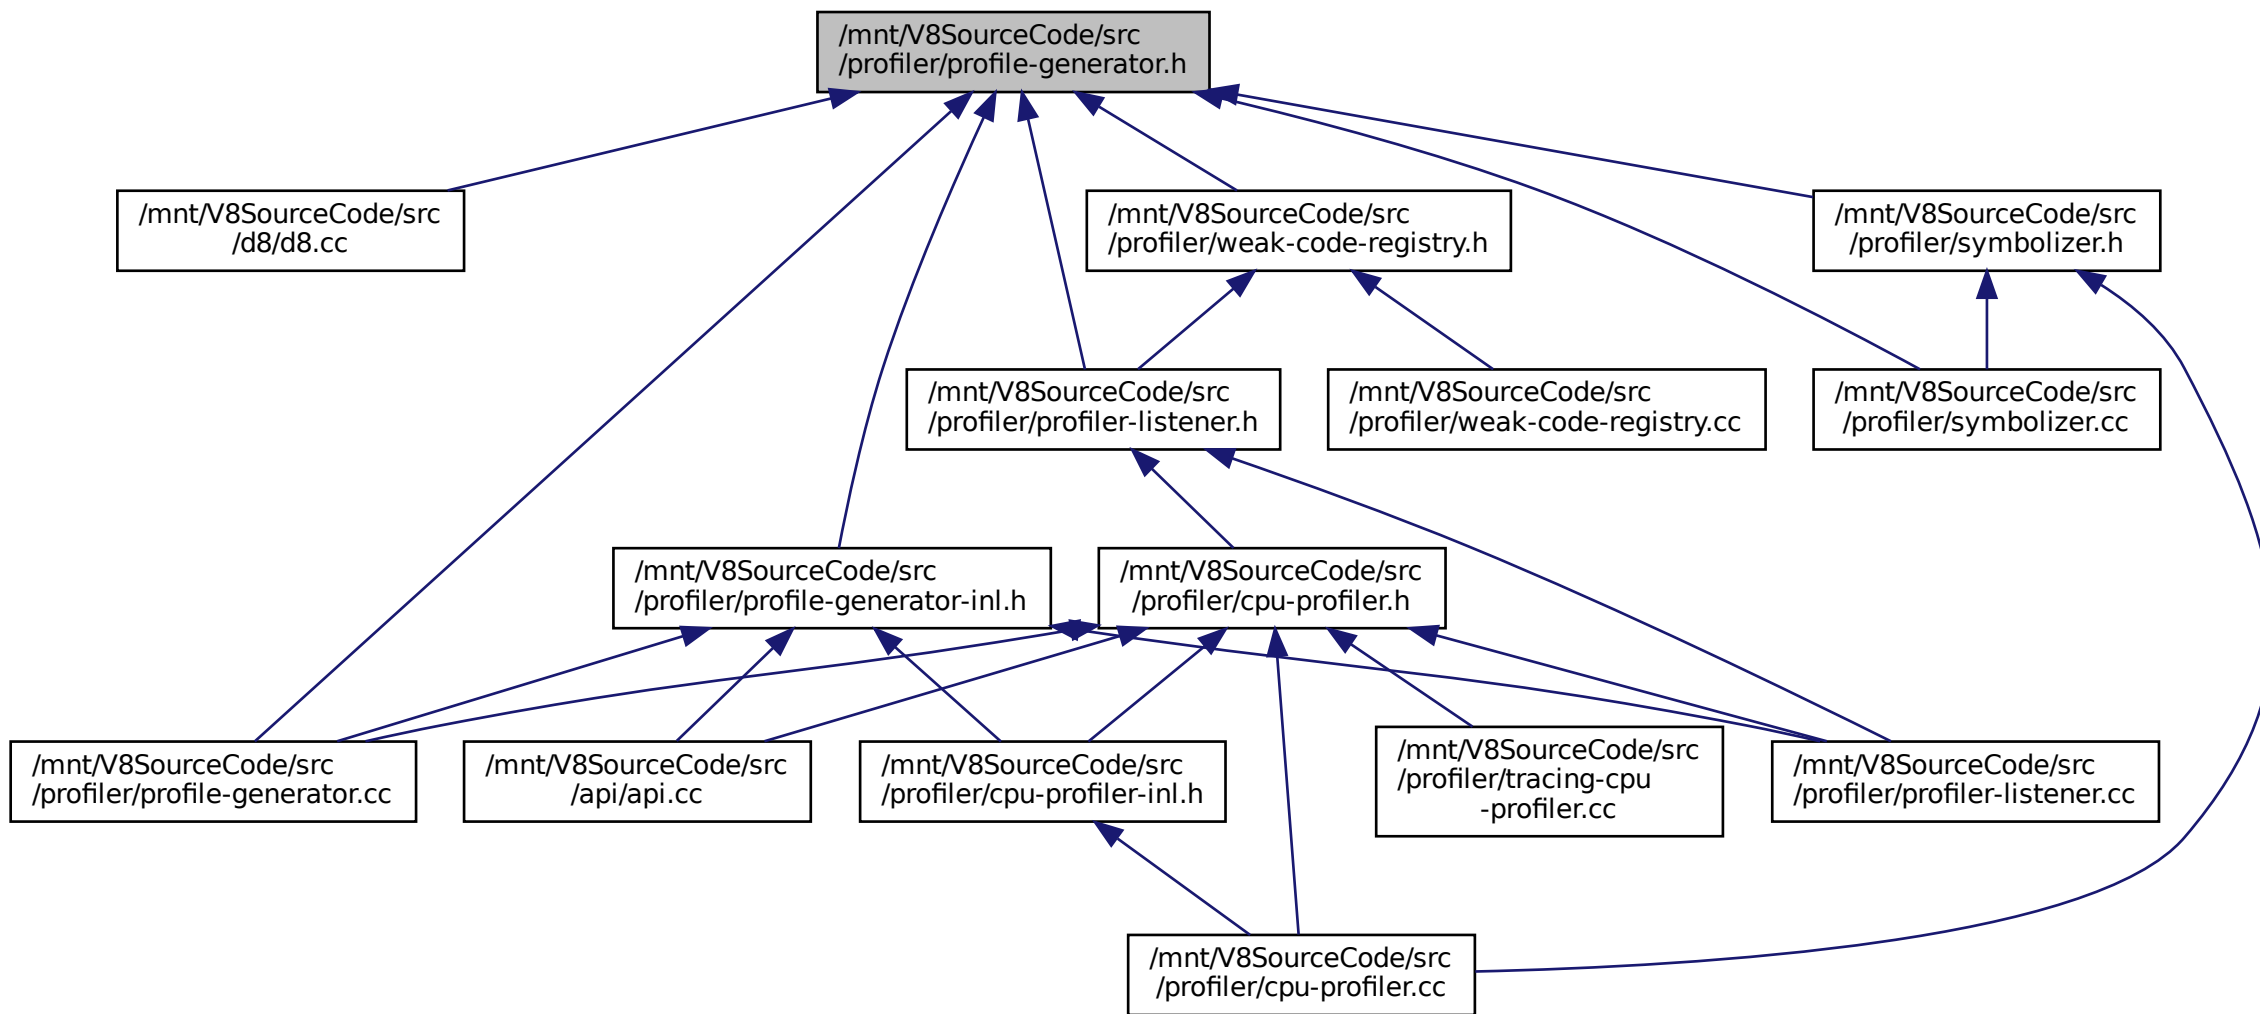 /mnt/V8SourceCode/src
/profiler/profile-generator.h
/mnt/V8SourceCode/src
/d8/d8.cc
/mnt/V8SourceCode/src
/profiler/weak-code-registry.h
/mnt/V8SourceCode/src
/profiler/symbolizer.h
/mnt/V8SourceCode/src
/profiler/profiler-listener.h
/mnt/V8SourceCode/src
/profiler/weak-code-registry.cc
/mnt/V8SourceCode/src
/profiler/symbolizer.cc
/mnt/V8SourceCode/src
/profiler/profile-generator-inl.h
/mnt/V8SourceCode/src
/profiler/cpu-profiler.h
/mnt/V8SourceCode/src
/profiler/profile-generator.cc
/mnt/V8SourceCode/src
/api/api.cc
/mnt/V8SourceCode/src
/profiler/cpu-profiler-inl.h
/mnt/V8SourceCode/src
/profiler/tracing-cpu
-profiler.cc
/mnt/V8SourceCode/src
/profiler/profiler-listener.cc
/mnt/V8SourceCode/src
/profiler/cpu-profiler.cc